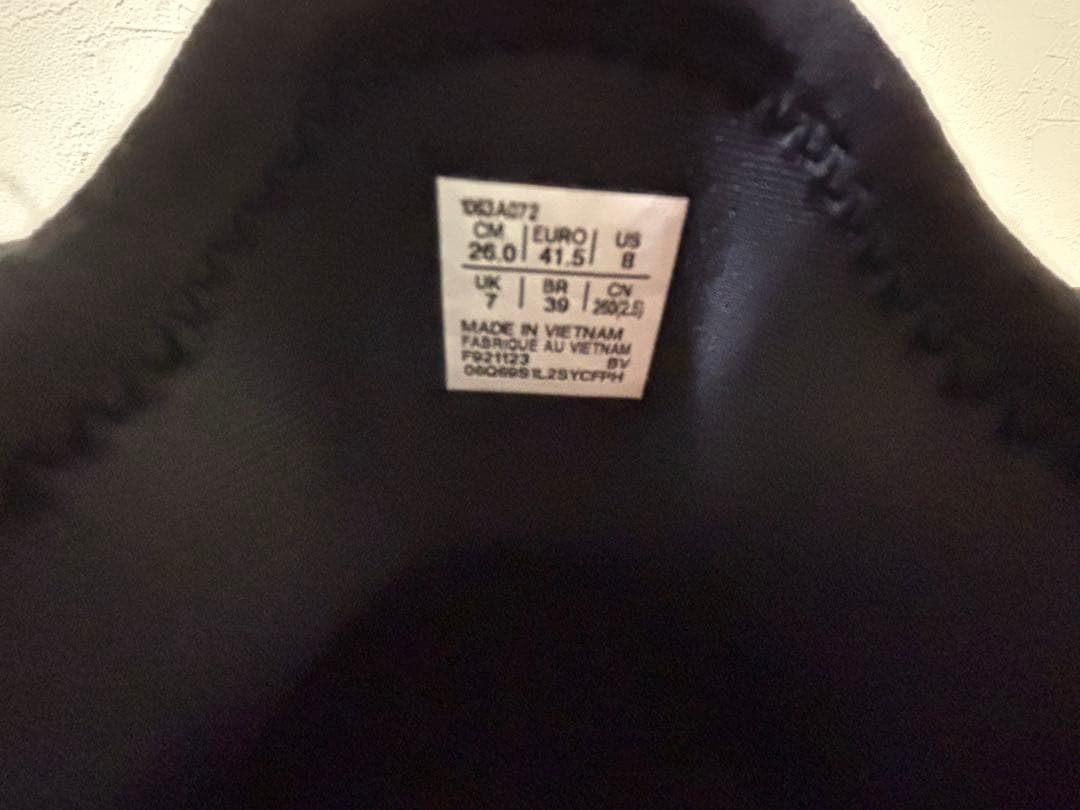 1063A072
CM | EURO | US
26.0 | 41.5 | 8
UK | BR | CN
7 | 39 | 260(2.5)
MADE IN VIETNAM
FABRIQUE AU VIETNAM
F921123 BV